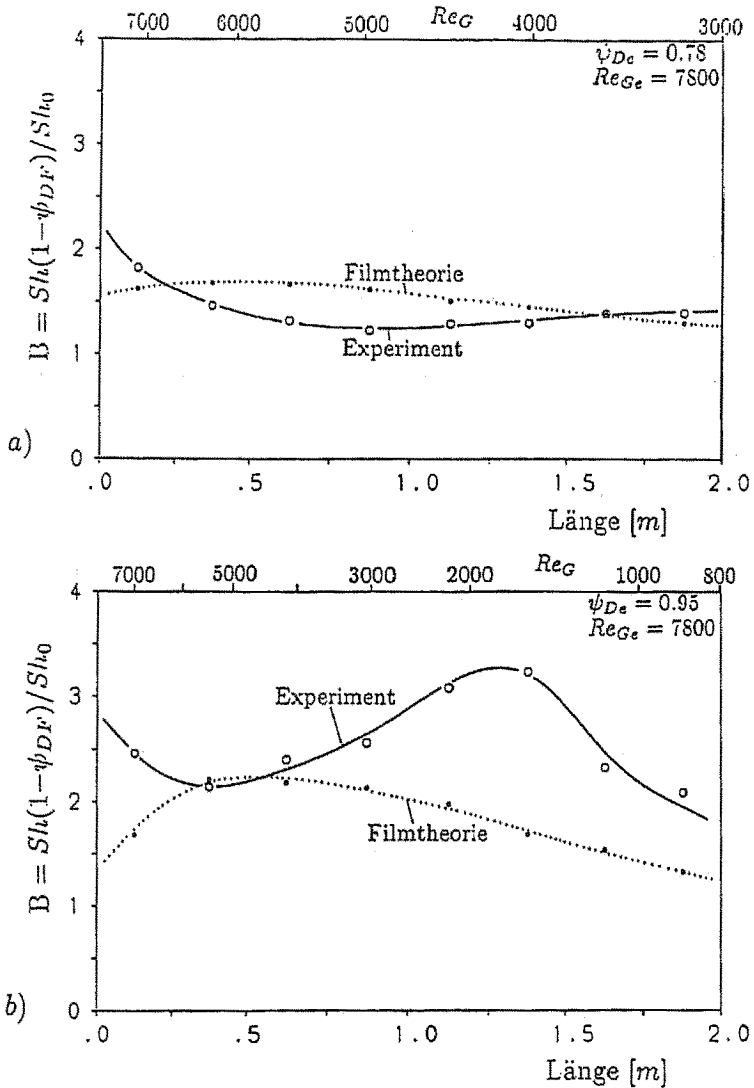 7000 6000 5000 Re_G 4000 3000
4
ψ_De = 0.78
Re_Ge = 7800
3
B = Sh(1−ψ_DF)/Sh_0
2
Filmtheorie
1
Experiment
a)
0
.0 1.0 1.5 2.0
Länge [m]
7000 5000 3000 2000 Re_G 1000 800
4
ψ_De = 0.95
Re_Ge = 7800
3
Experiment
B = Sh(1−ψ_DF)/Sh_0
2
Filmtheorie
1
b)
0
.0 1.0 1.5 2.0
Länge [m]